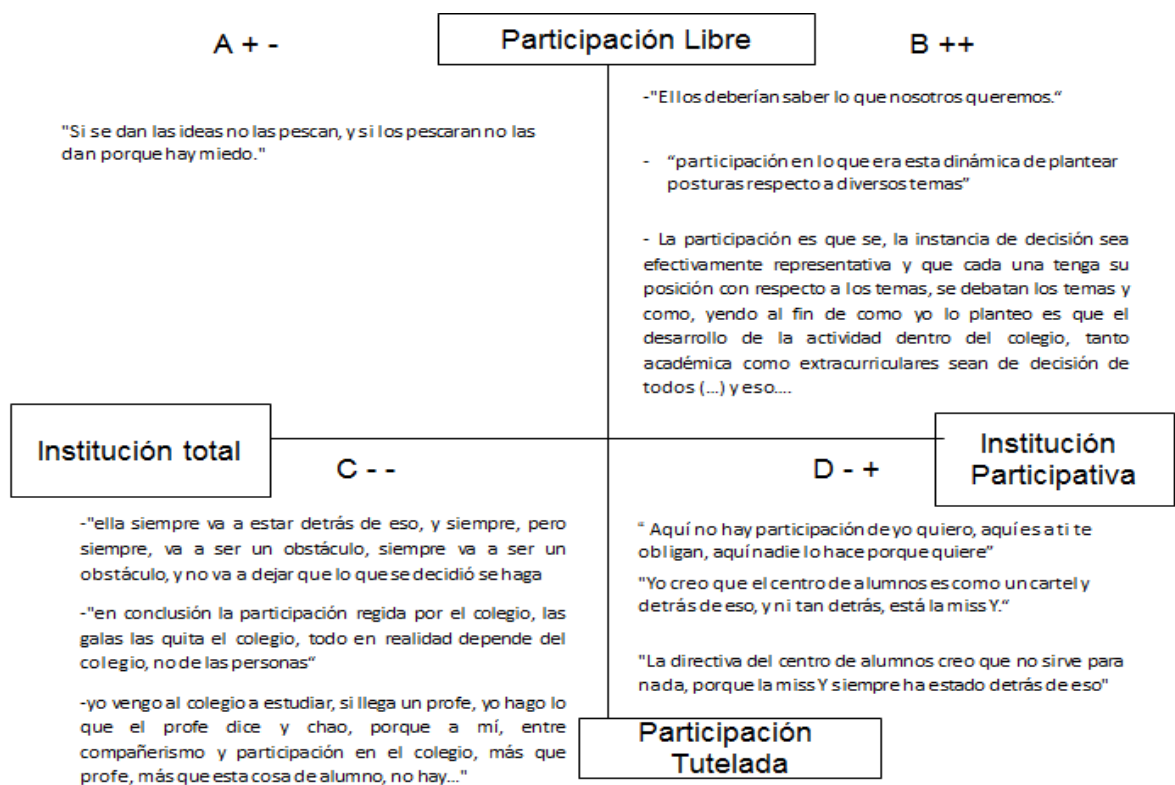 A + -
Participación Libre
B ++
"Si se dan las ideas no las pescan, y si los pescaran no las
dan porque hay miedo."
-"Ellos deberían saber lo que nosotros queremos.“
- “participación en lo que era esta dinámica de plantear
posturas respecto a diversos temas”
- La participación es que se, la instancia de decisión sea
efectivamente representativa y que cada una tenga su
posición con respecto a los temas, se debatan los temas y
como, yendo al fin de como yo lo planteo es que el
desarrollo de la actividad dentro del colegio, tanto
académica como extracurriculares sean de decisión de
todos (...) y eso....
Institución total
Institución
Participativa
C - -
D - +
-"ella siempre va a estar detrás de eso, y siempre, pero
siempre, va a ser un obstáculo, siempre va a ser un
obstáculo, y no va a dejar que lo que se decidió se haga
-"en conclusión la participación regida por el colegio, las
galas las quita el colegio, todo en realidad depende del
colegio, no de las personas“
-yo vengo al colegio a estudiar, si llega un profe, yo hago lo
que el profe dice y chao, porque a mí, entre
compañerismo y participación en el colegio, más que
profe, más que esta cosa de alumno, no hay..."
“ Aquí no hay participación de yo quiero, aquí es a ti te
obligan, aquí nadie lo hace porque quiere”
"Yo creo que el centro de alumnos es como un cartel y
detrás de eso, y ni tan detrás, está la miss Y.“
"La directiva del centro de alumnos creo que no sirve para
nada, porque la miss Y siempre ha estado detrás de eso"
Participación
Tutelada